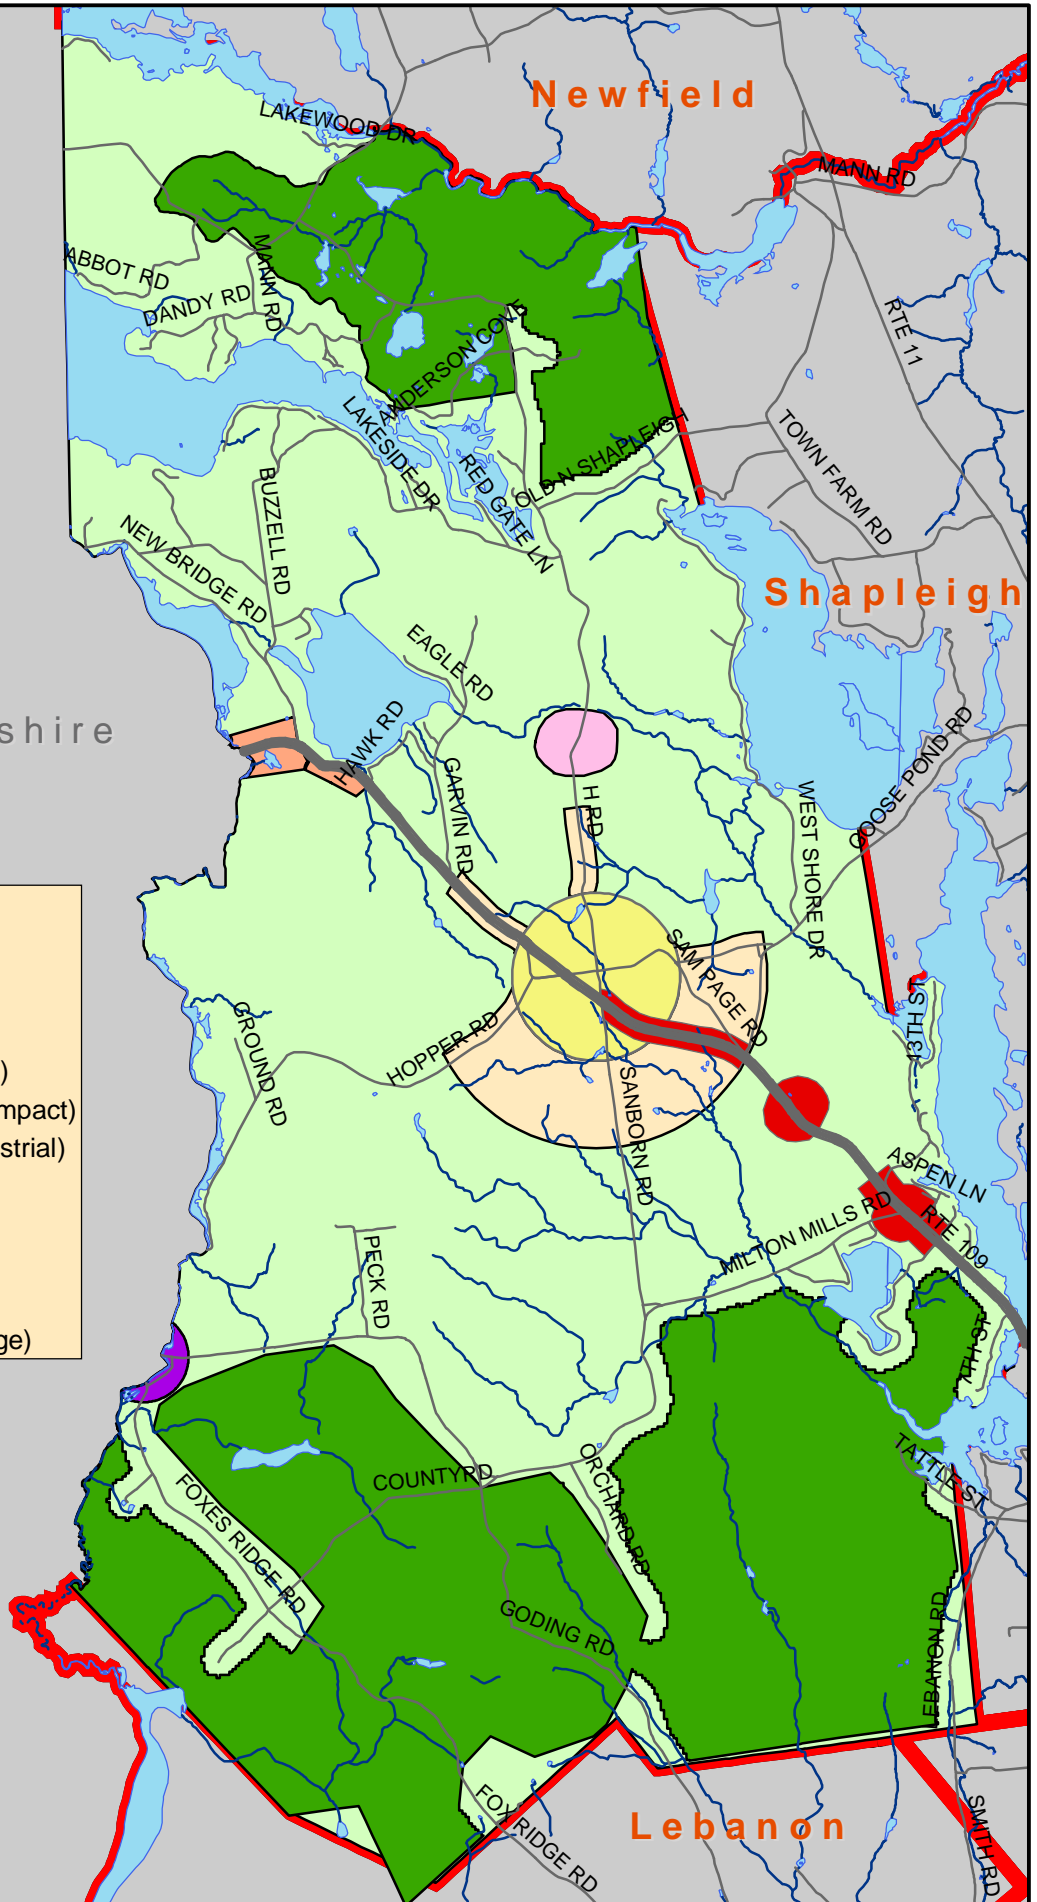 Newfield
LAKEWOOD DR
MANN RD
MANN RD
ABBOT RD
DANDY RD
RTE 11
ANDERSON COVE
LAKESIDE DR
OLD N SHAPLEIGH
TOWN FARM RD
RED GATE LN
BUZZELL RD
NEW BRIDGE RD
Shapleigh
EAGLE RD
shire
HAWK RD
GOOSE POND RD
GARVIN RD
H RD
WEST SHORE DR
SAM PAGE RD
13TH ST
GROUND RD
HOPPER RD
)
mpact)
strial)
SANBORN RD
ASPEN LN
MILTON MILLS RD
RTE 109
PECK RD
ge)
7TH ST
TATTLE ST
COUNTYRD
ORCHARD RD
FOXES RIDGE RD
GODING RD
LEBANON RD
FOX RIDGE RD
Lebanon
SMITH RD